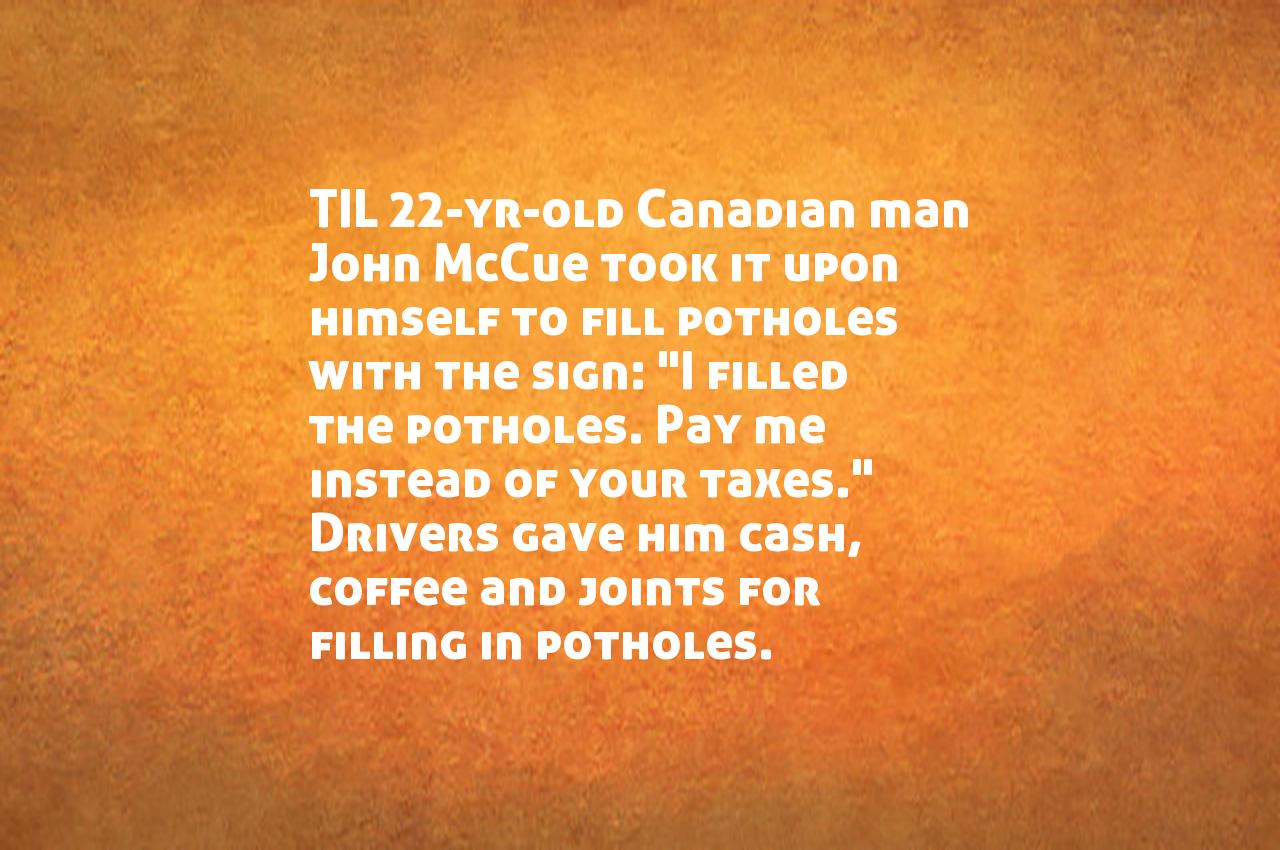 TIL 22-yr-old Canadian man
John McCue took it upon
himself to fill potholes
with the sign: "I filled
the potholes. Pay me
instead of your taxes."
Drivers gave him cash,
coffee and joints for
filling in potholes.